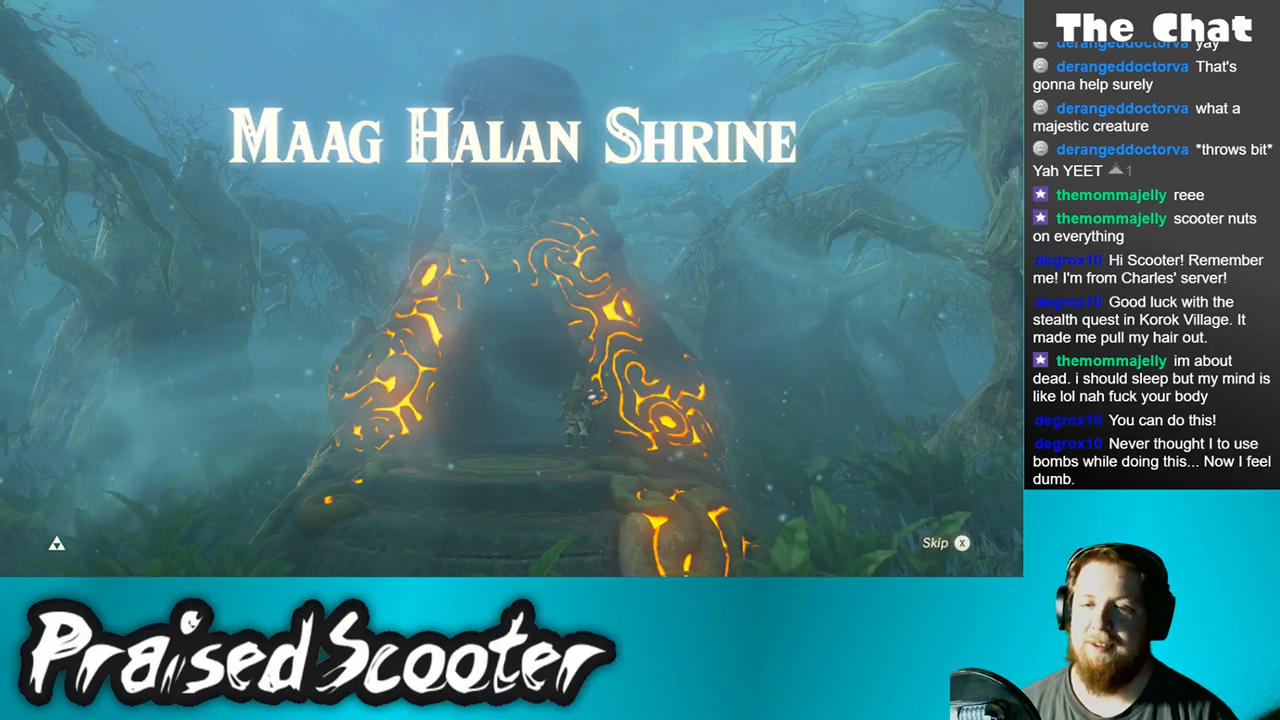 MAAG HALAN SHRINE
Skip X
PraisedScooter
The Chat
derangeddoctorva yay
derangeddoctorva That's
gonna help surely
derangeddoctorva what a
majestic creature
derangeddoctorva *throws bit*
Yah YEET 1
themommajelly reee
themommajelly scooter nuts
on everything
degrox10 Hi Scooter! Remember
me! I'm from Charles' server!
degrox10 Good luck with the
stealth quest in Korok Village. It
made me pull my hair out.
themommajelly im about
dead. i should sleep but my mind is
like lol nah fuck your body
degrox10 You can do this!
degrox10 Never thought I to use
bombs while doing this... Now I feel
dumb.